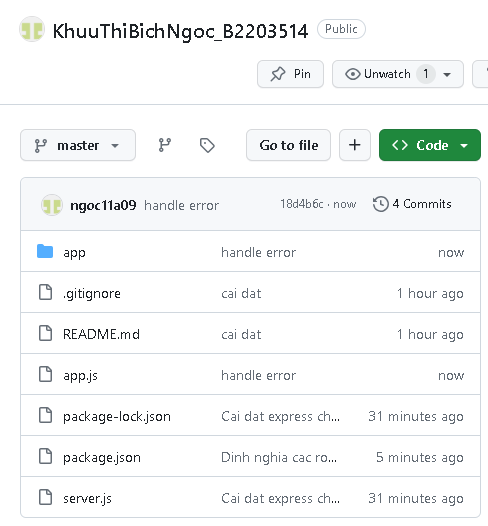 KhuuThiBichNgoc_B2203514 Public
Pin Unwatch 1
master Go to file + Code
ngoc11a09 handle error 18d4b6c · now 4 Commits
app handle error now
.gitignore cai dat 1 hour ago
README.md cai dat 1 hour ago
app.js handle error now
package-lock.json Cai dat express ch... 31 minutes ago
package.json Dinh nghia cac ro... 5 minutes ago
server.js Cai dat express ch... 31 minutes ago